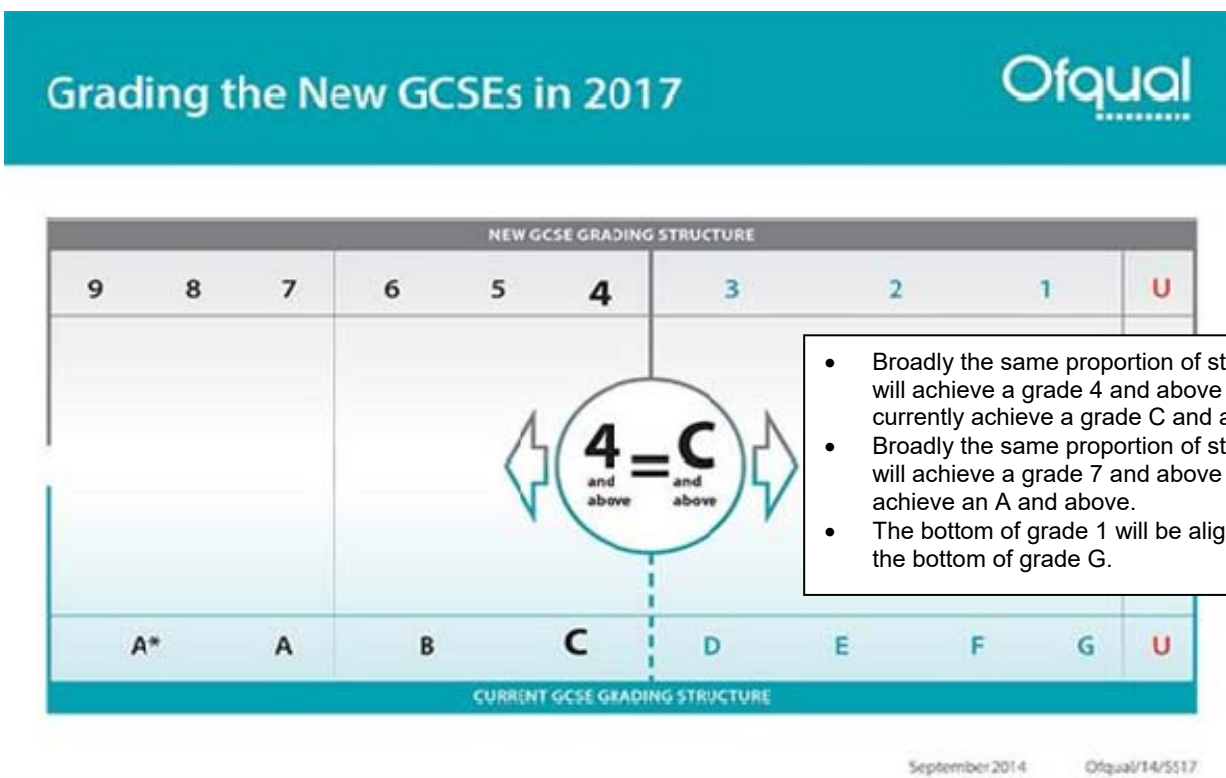 Grading the New GCSEs in 2017
Ofqual
NEW GCSE GRADING STRUCTURE
9 8 7 6 5 4 3 2 1 U
• Broadly the same proportion of
will achieve a grade 4 and above
currently achieve a grade C and
• Broadly the same proportion of
will achieve a grade 7 and above
achieve an A and above.
• The bottom of grade 1 will be
the bottom of grade G.
4 = C
and and
above above
A* A B C D E F G U
CURRENT GCSE GRADING STRUCTURE
September 2014 Ofqual/14/5517